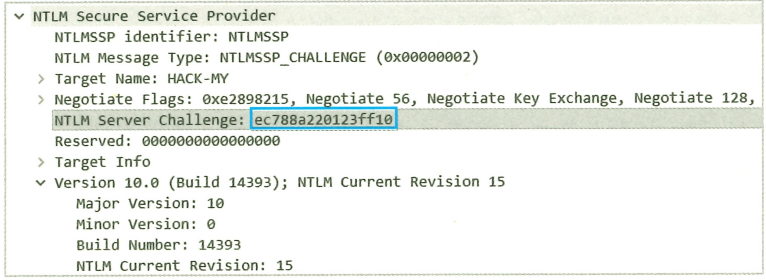 NTLM Secure Service Provider
NTLMSSP identifier: NTLMSSP
NTLM Message Type: NTLMSSP_CHALLENGE (0x00000002)
Target Name: HACK-MY
Negotiate Flags: 0xe2898215, Negotiate 56, Negotiate Key Exchange, Negotiate 128,
NTLM Server Challenge: ec788a220123ff10
Reserved: 0000000000000000
Target Info
Version 10.0 (Build 14393); NTLM Current Revision 15
Major Version: 10
Minor Version: 0
Build Number: 14393
NTLM Current Revision: 15